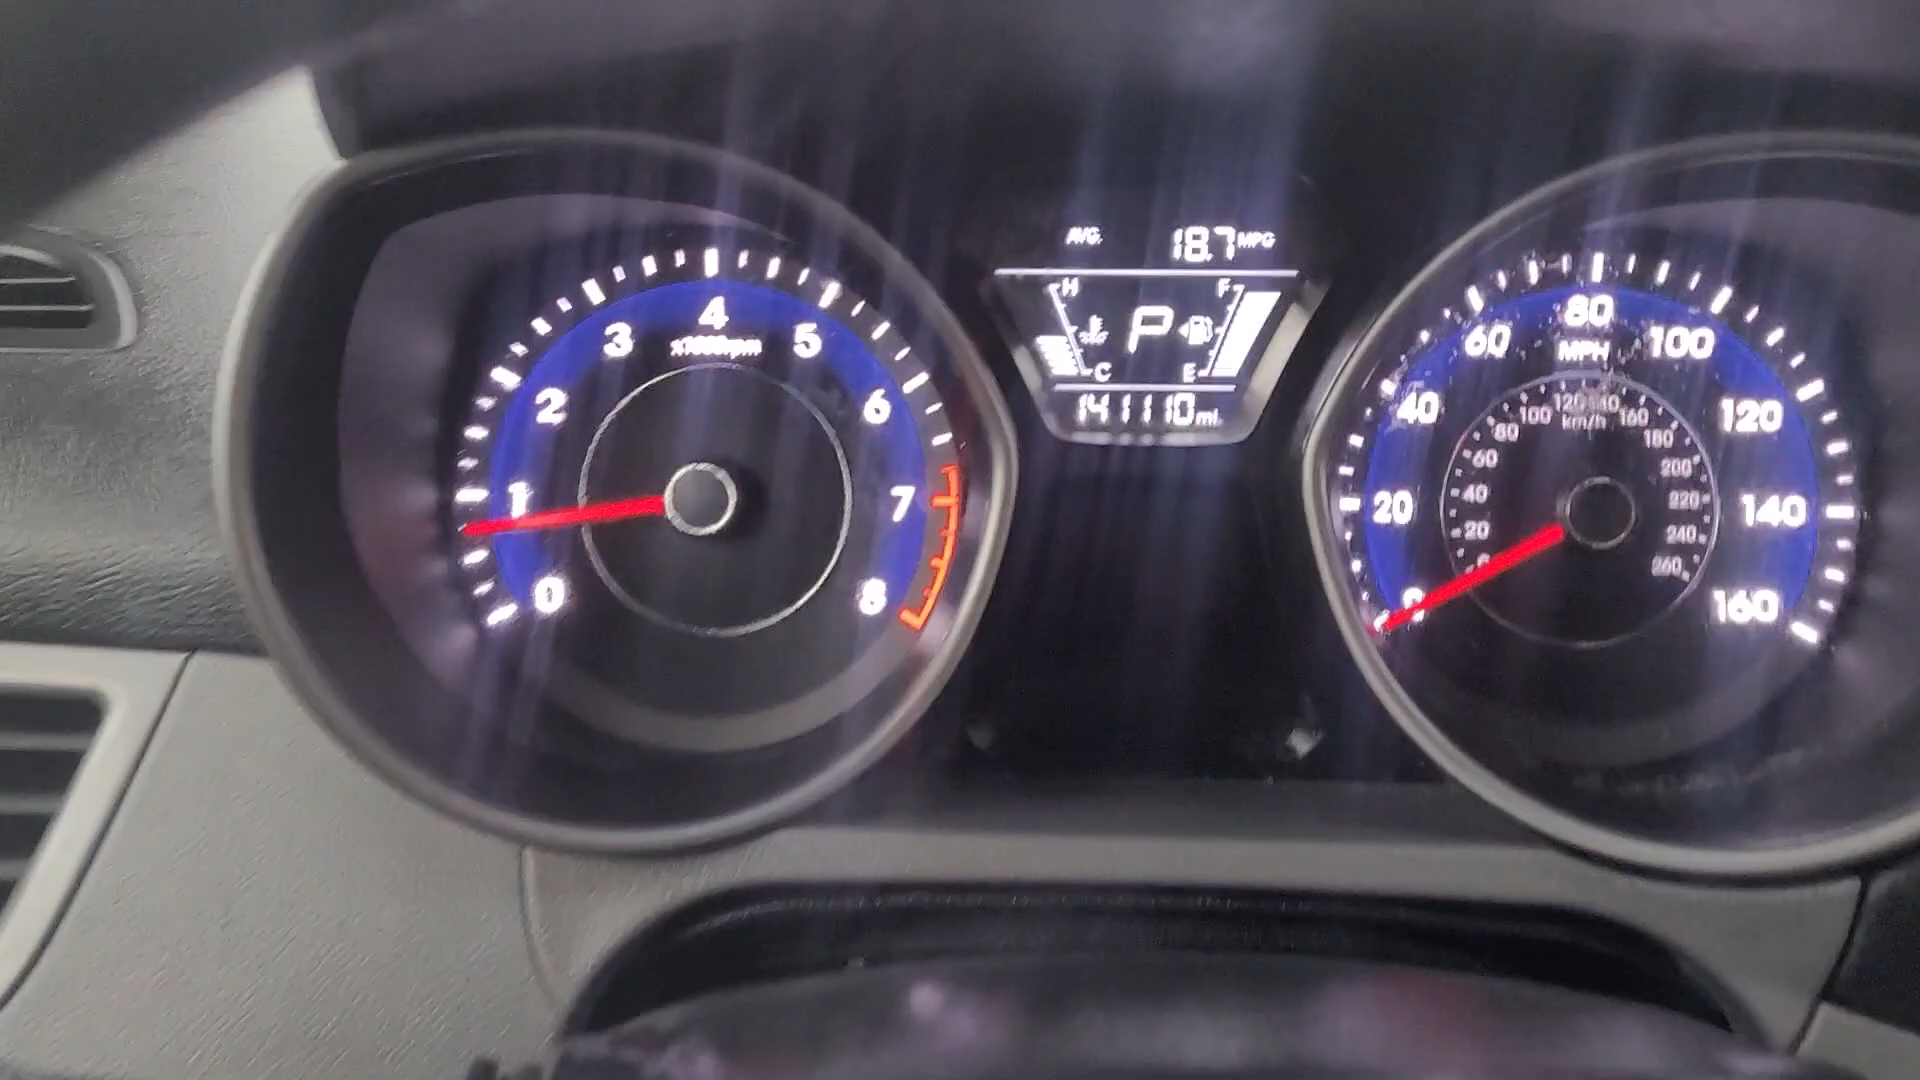 0 1 2 3 4 5 6 7 8
x1000rpm
AVG. 18.7 MPG
H F
P
C E
141110 mi.
0 20 40 60 80 100 120 140 160
MPH
0 20 40 60 80 100 120 140 160 180 200 220 240 260
km/h